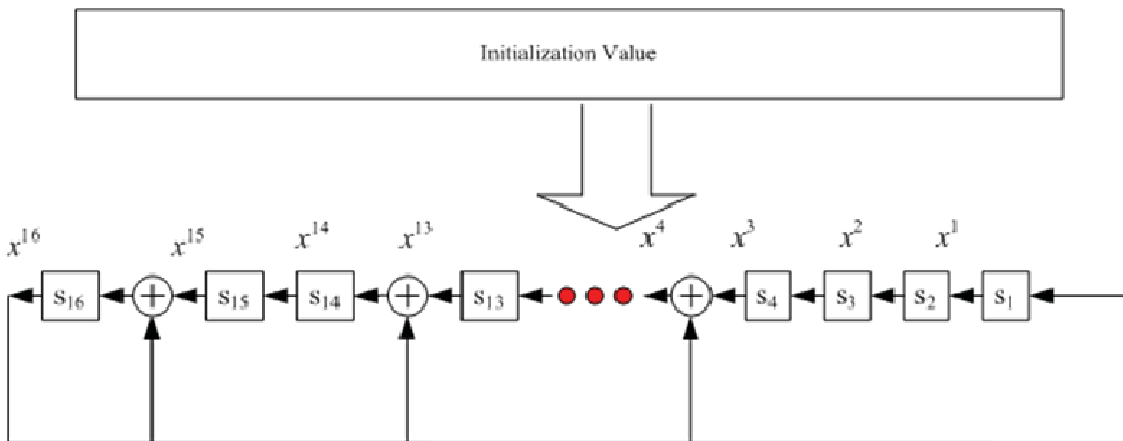 Initialization Value
x¹⁶ x¹⁵ x¹⁴ x¹³ x⁴ x³ x² x¹
S₁₆ S₁₅ S₁₄ S₁₃ S₄ S₃ S₂ S₁